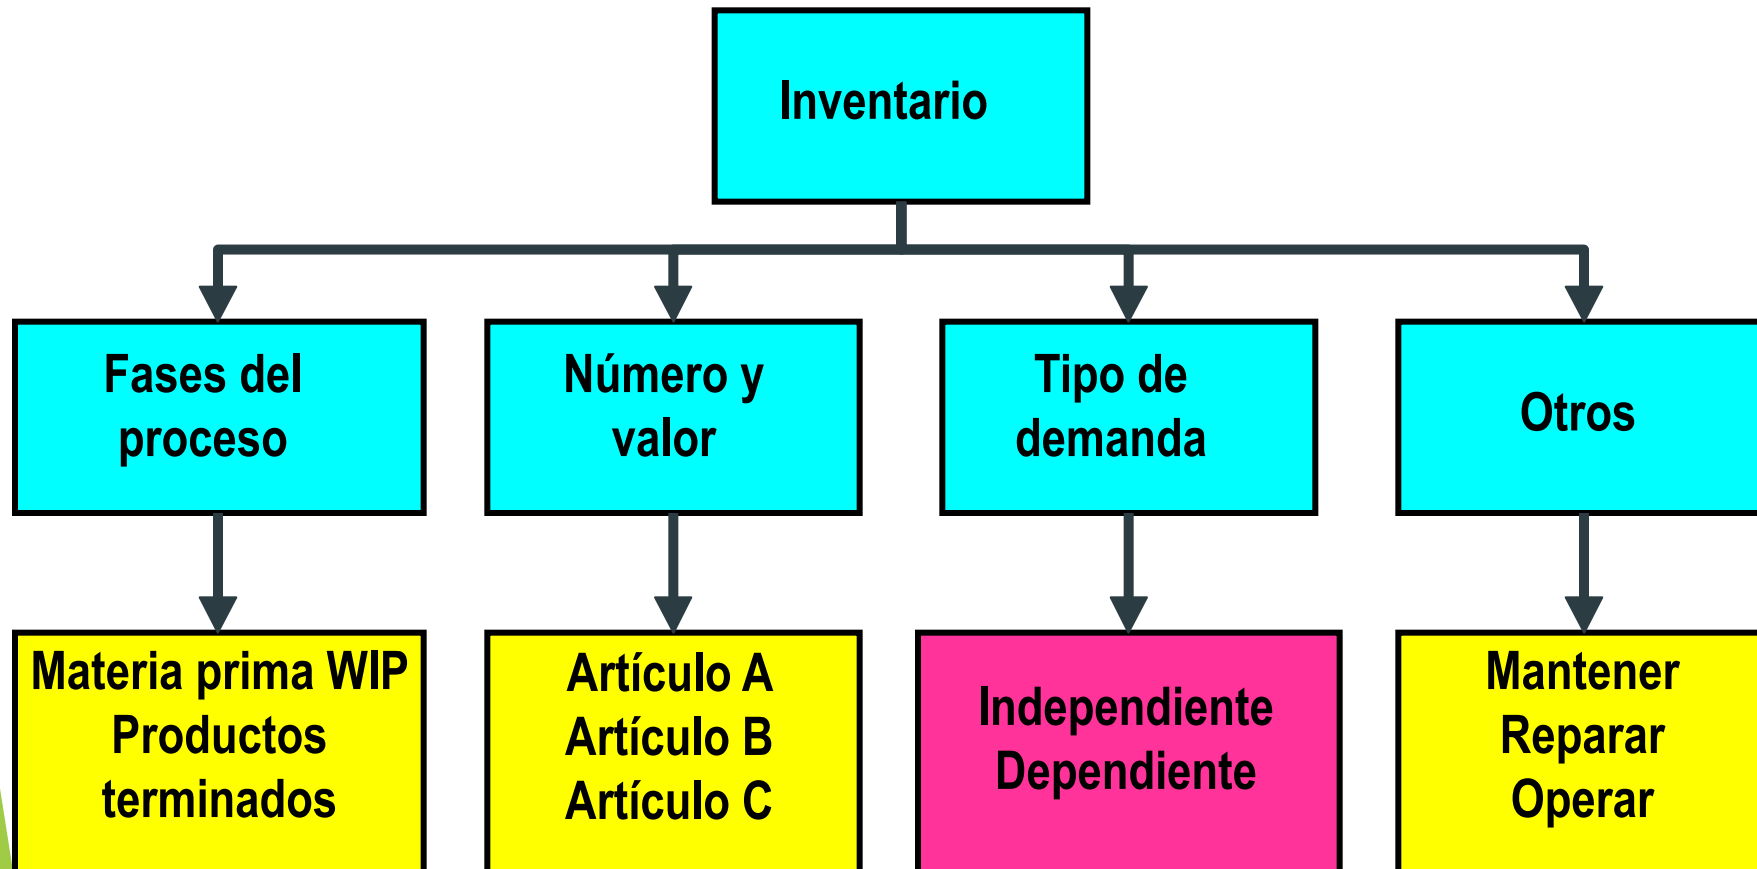 Inventario
Fases del
proceso
Número y
valor
Tipo de
demanda
Otros
Materia prima WIP
Productos
terminados
Artículo A
Artículo B
Artículo C
Independiente
Dependiente
Mantener
Reparar
Operar